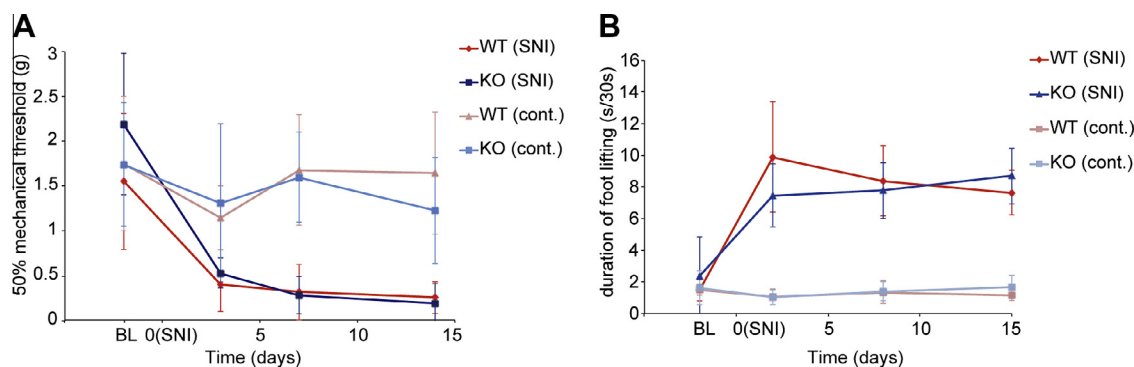 A
50% mechanical threshold (g)
3
2.5
2
1.5
1
0.5
0
BL 0(SNI) 5 10 15
Time (days)
WT (SNI)
KO (SNI)
WT (cont.)
KO (cont.)
B
duration of foot lifting (s/30s)
16
14
12
10
8
6
4
2
0
BL 0(SNI) 5 10 15
Time (days)
WT (SNI)
KO (SNI)
WT (cont.)
KO (cont.)